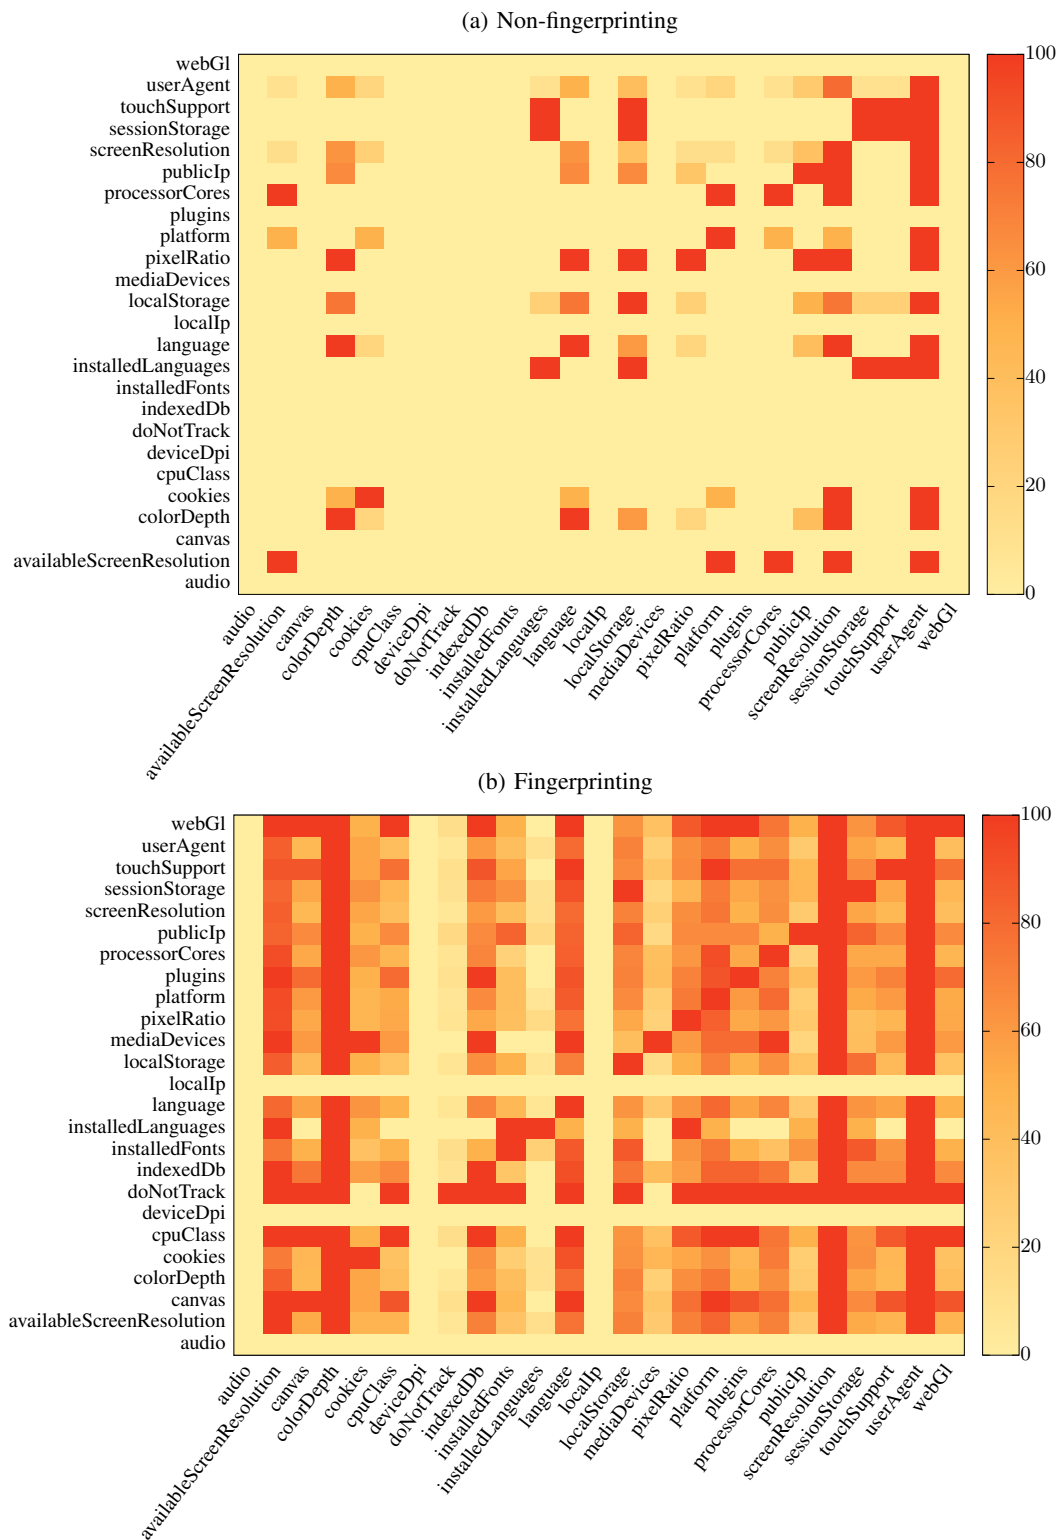 (a) Non-fingerprinting
webGl
userAgent
touchSupport
sessionStorage
screenResolution
publicIp
processorCores
plugins
platform
pixelRatio
mediaDevices
localStorage
localIp
language
installedLanguages
installedFonts
indexedDb
doNotTrack
deviceDpi
cpuClass
cookies
colorDepth
canvas
availableScreenResolution
audio
100
80
60
40
20
0
audio
availableScreenResolution
canvas
colorDepth
cookies
cpuClass
deviceDpi
doNotTrack
indexedDb
installedFonts
installedLanguages
language
localIp
localStorage
mediaDevices
pixelRatio
platform
plugins
processorCores
publicIp
screenResolution
sessionStorage
touchSupport
userAgent
webGl
(b) Fingerprinting
webGl
userAgent
touchSupport
sessionStorage
screenResolution
publicIp
processorCores
plugins
platform
pixelRatio
mediaDevices
localStorage
localIp
language
installedLanguages
installedFonts
indexedDb
doNotTrack
deviceDpi
cpuClass
cookies
colorDepth
canvas
availableScreenResolution
audio
100
80
60
40
20
0
audio
availableScreenResolution
canvas
colorDepth
cookies
cpuClass
deviceDpi
doNotTrack
indexedDb
installedFonts
installedLanguages
language
localIp
localStorage
mediaDevices
pixelRatio
platform
plugins
processorCores
publicIp
screenResolution
sessionStorage
touchSupport
userAgent
webGl